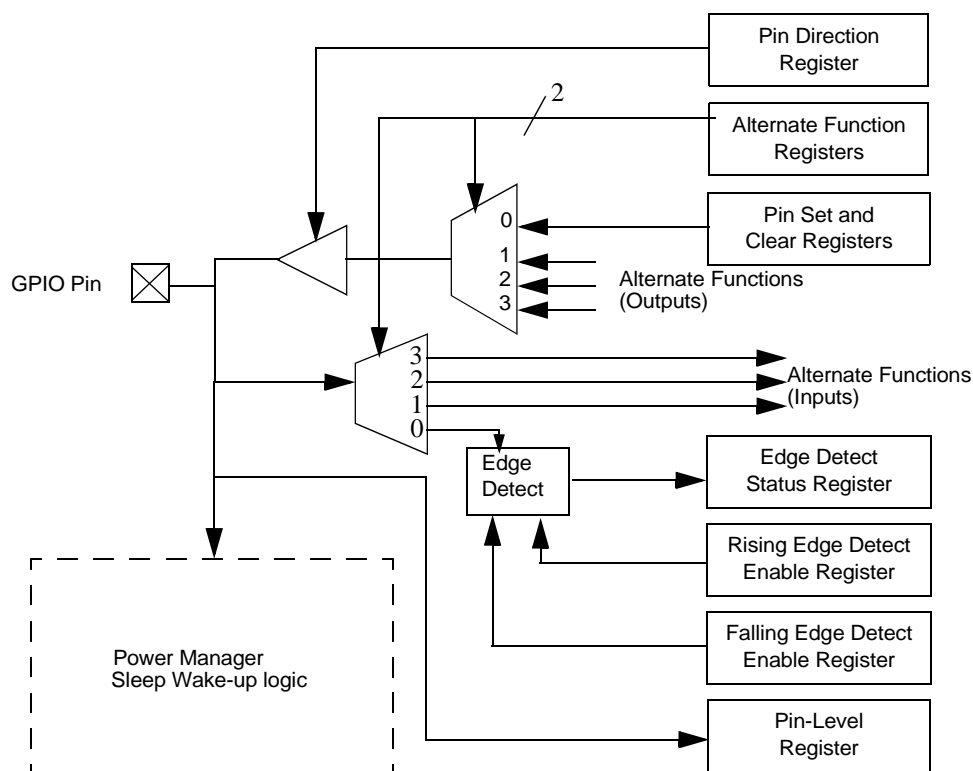 Pin Direction
Register
2
Alternate Function
Registers
0
Pin Set and
Clear Registers
1
2
3
Alternate Functions
(Outputs)
GPIO Pin
3
2
1
0
Alternate Functions
(Inputs)
Edge
Detect
Edge Detect
Status Register
Rising Edge Detect
Enable Register
Falling Edge Detect
Enable Register
Power Manager
Sleep Wake-up logic
Pin-Level
Register